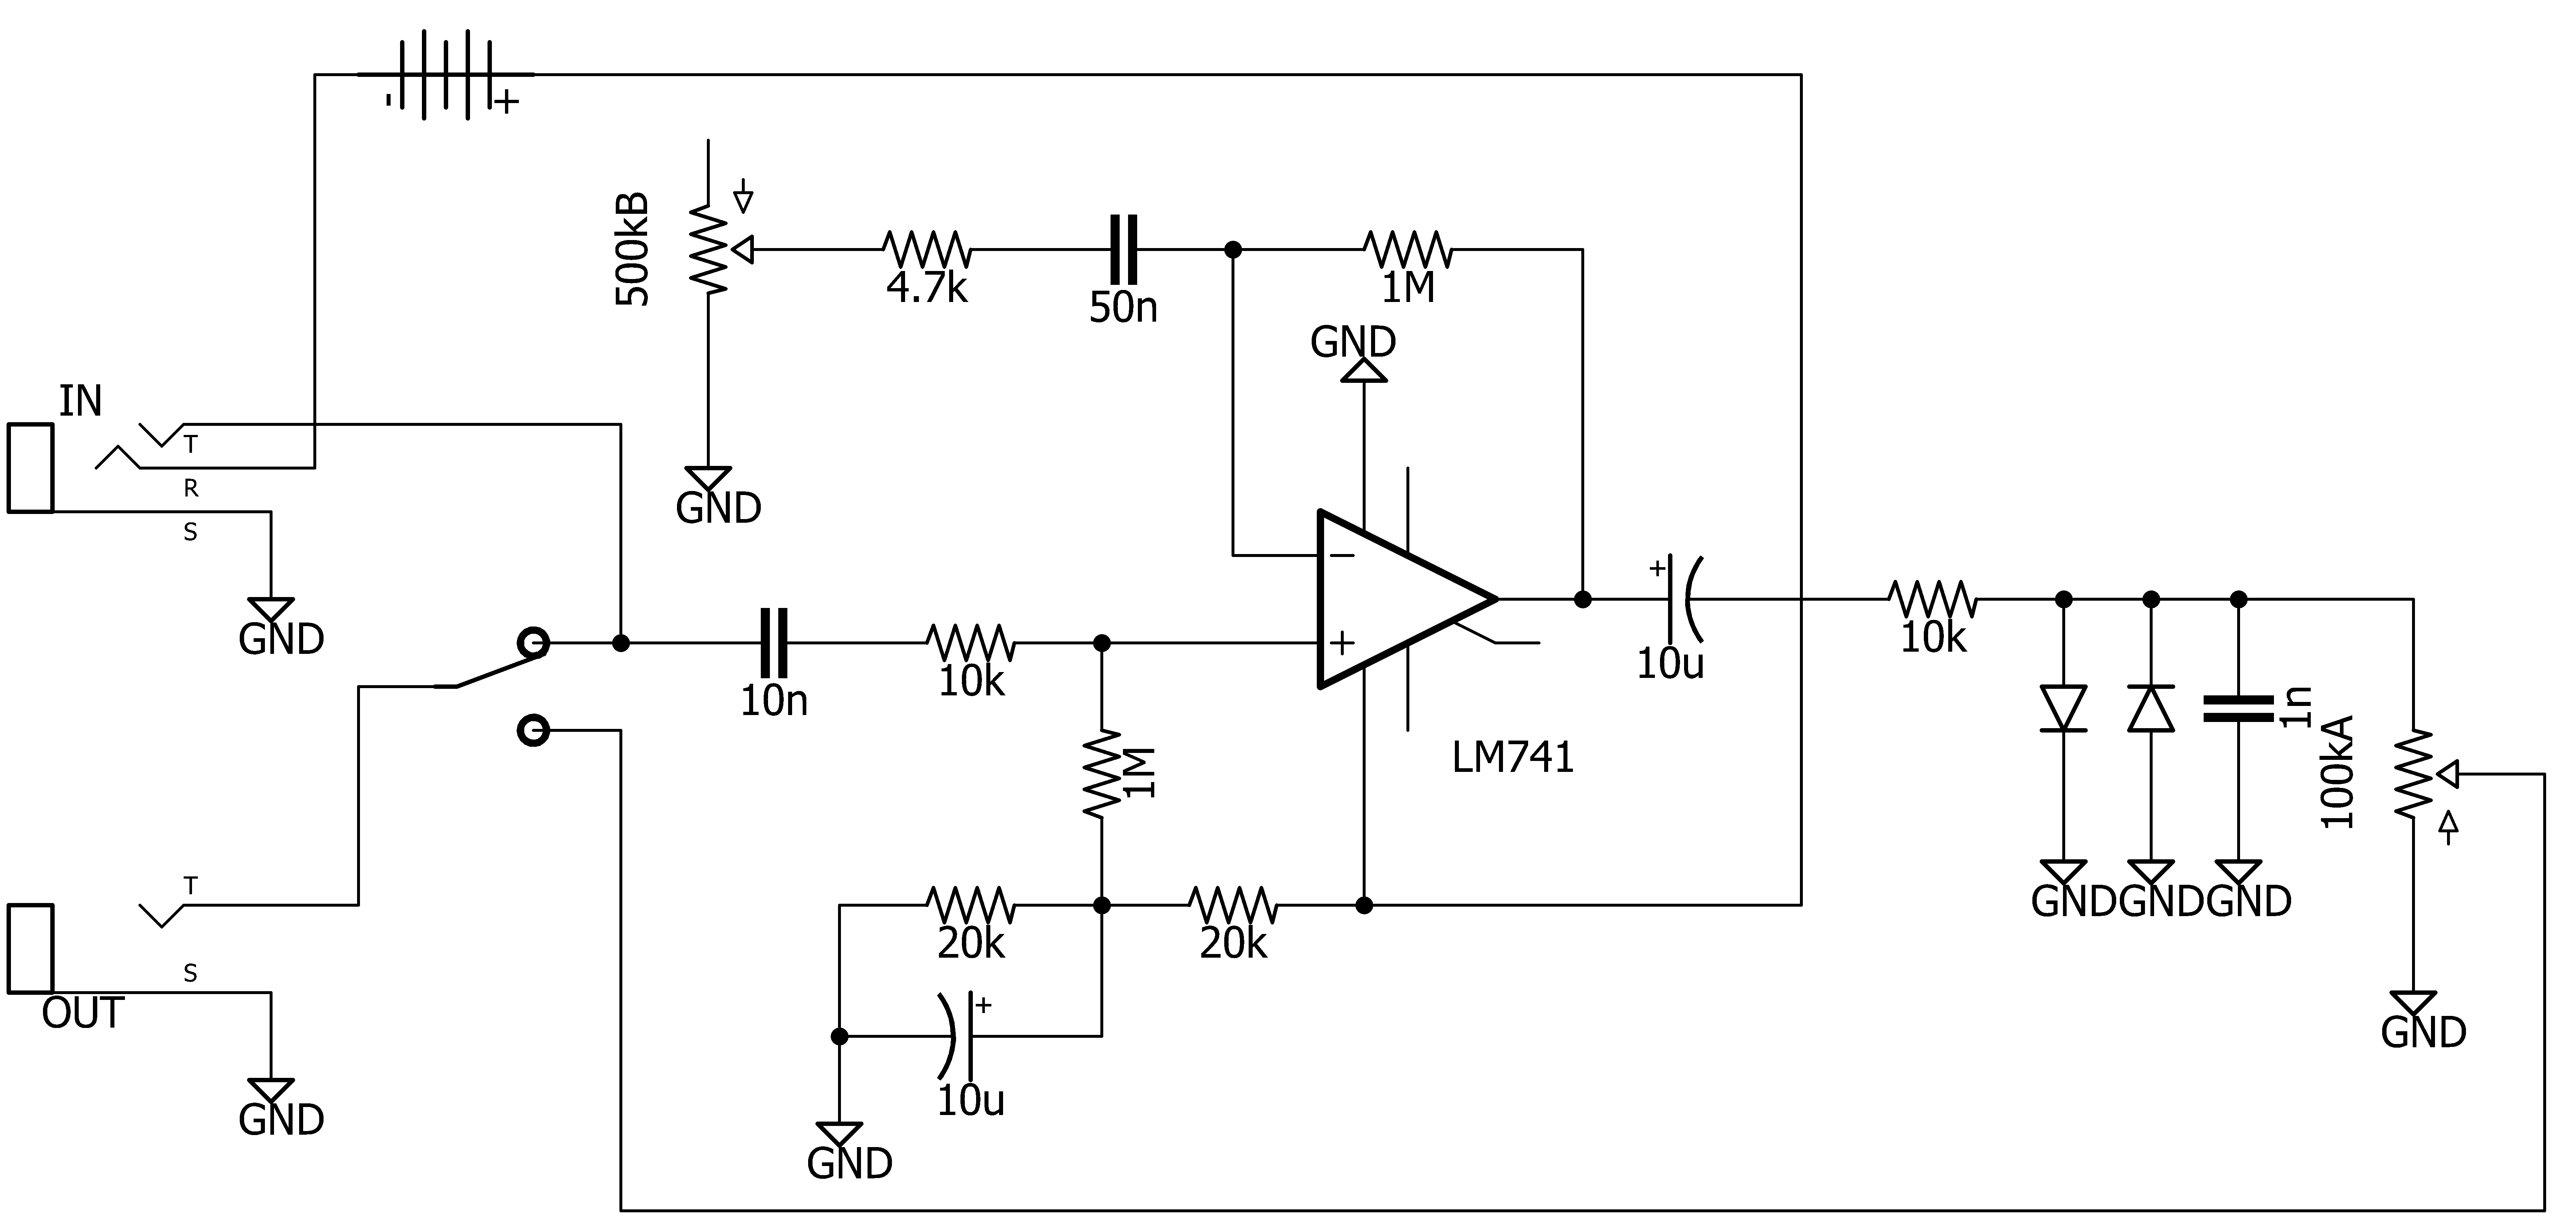 -
+
500kB
4.7k
50n
1M
GND
IN
T
R
S
GND
GND
10n
10k
1M
−
+
LM741
+
10u
10k
1n
100kA
GND
GND
GND
GND
T
S
OUT
GND
20k
20k
+
10u
GND